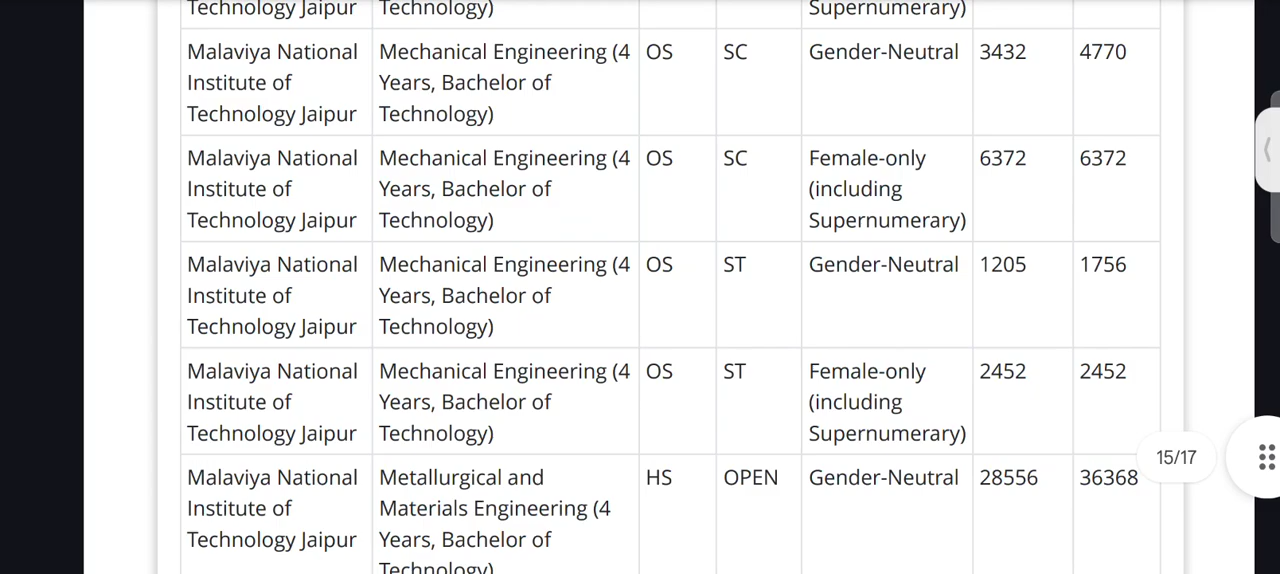 Technology Jaipur Technology) Supernumerary)
Malaviya National Mechanical Engineering (4 OS SC Gender-Neutral 3432 4770
Institute of Years, Bachelor of
Technology Jaipur Technology)
Malaviya National Mechanical Engineering (4 OS SC Female-only 6372 6372
Institute of Years, Bachelor of (including
Technology Jaipur Technology) Supernumerary)
Malaviya National Mechanical Engineering (4 OS ST Gender-Neutral 1205 1756
Institute of Years, Bachelor of
Technology Jaipur Technology)
Malaviya National Mechanical Engineering (4 OS ST Female-only 2452 2452
Institute of Years, Bachelor of (including
Technology Jaipur Technology) Supernumerary)
15/17
Malaviya National Metallurgical and HS OPEN Gender-Neutral 28556 36368
Institute of Materials Engineering (4
Technology Jaipur Years, Bachelor of
Technology)